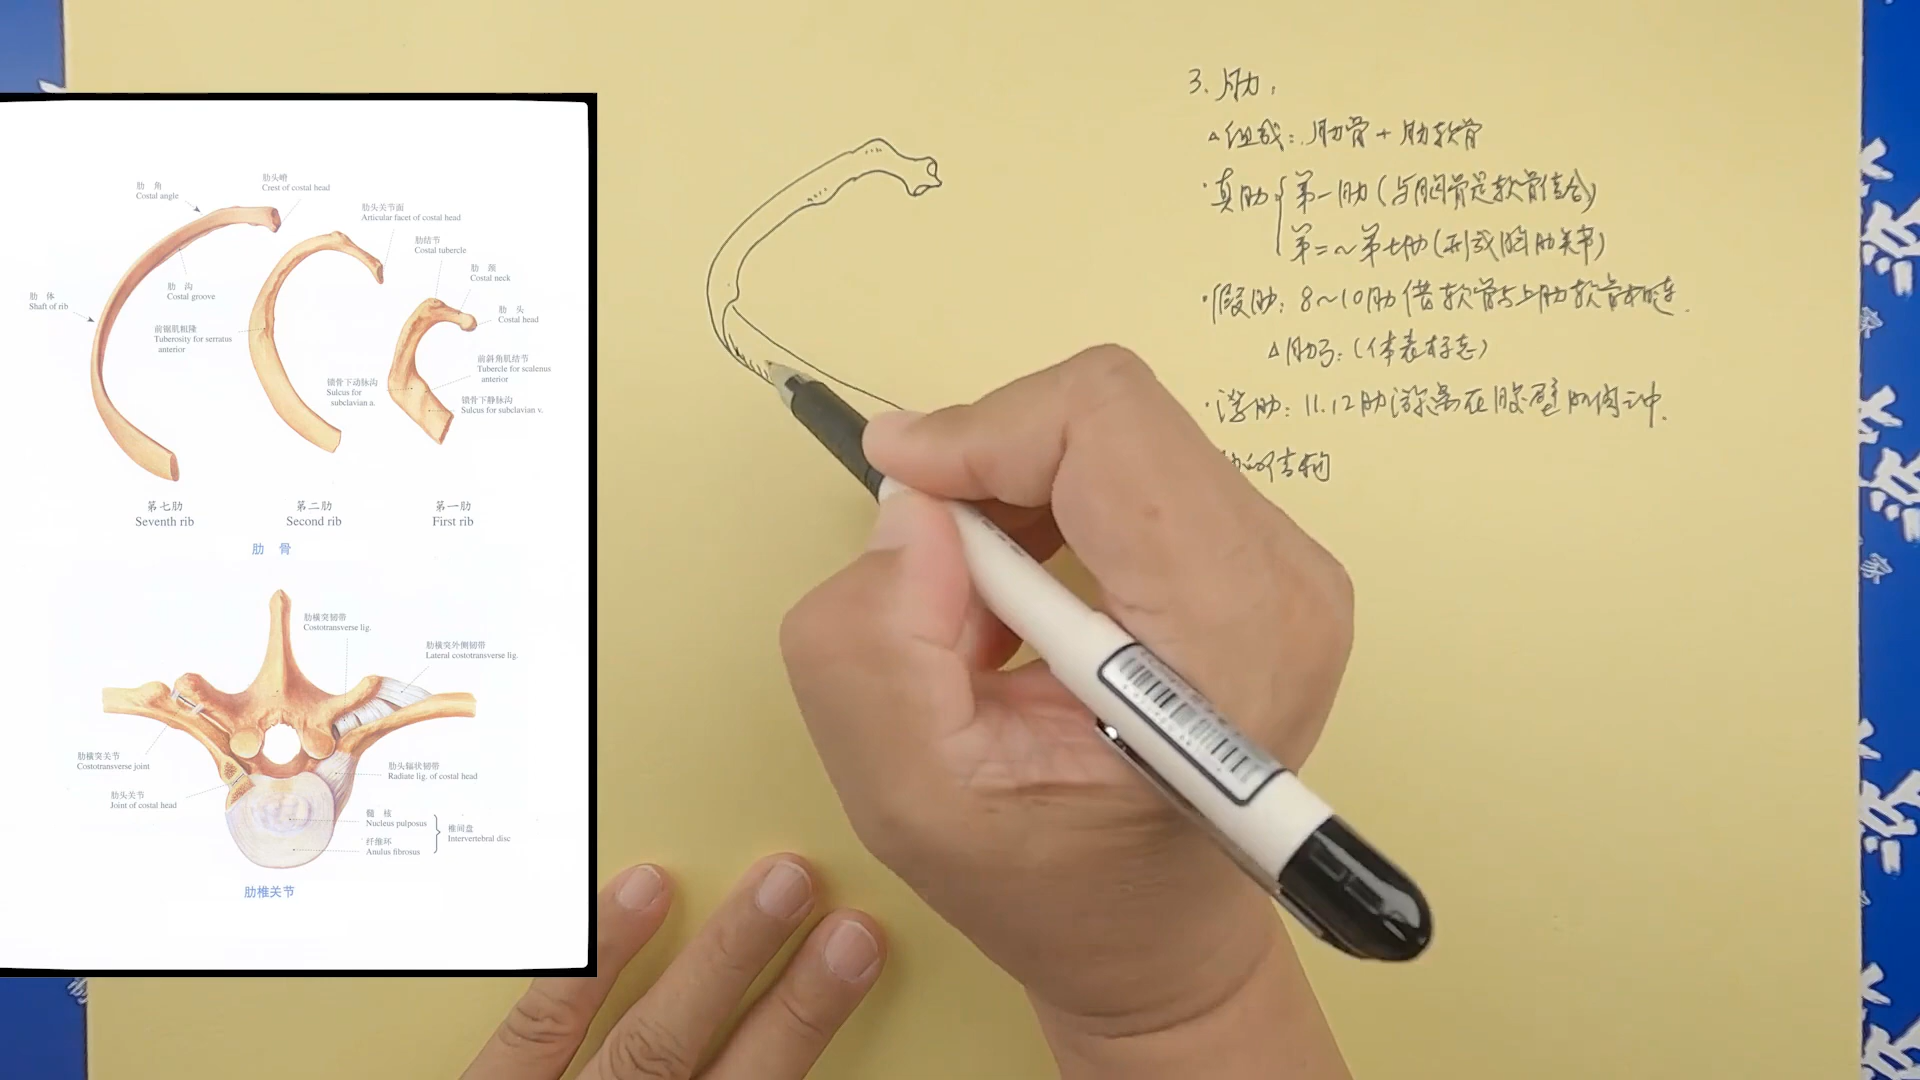 肋 角
Costal angle
肋头嵴
Crest of costal head
肋头关节面
Articular facet of costal head
肋结节
Costal tubercle
肋 颈
Costal neck
肋 体
Shaft of rib
肋 沟
Costal groove
肋 头
Costal head
前锯肌粗隆
Tuberosity for serratus
anterior
前斜角肌结节
Tubercle for scalenus
anterior
锁骨下动脉沟
Sulcus for
subclavian a.
锁骨下静脉沟
Sulcus for subclavian v.
第七肋
Seventh rib
第二肋
Second rib
第一肋
First rib
肋 骨
肋横突韧带
Costotransverse lig.
肋横突外侧韧带
Lateral costotransverse lig.
肋横突关节
Costotransverse joint
肋头关节
Joint of costal head
肋头辐状韧带
Radiate lig. of costal head
髓 核
Nucleus pulposus
纤维环
Anulus fibrosus
椎间盘
Intervertebral disc
肋椎关节
3. 肋:
△组成: 肋骨 + 肋软骨
·真肋 { 第一肋 (与胸骨是软骨结合)
第二~第七肋 (形成胸肋关节)
·假肋: 8~10肋 借软骨与上肋软骨相连.
△肋弓: (体表标志)
·浮肋: 11.12肋游离在腹壁肌肉之中.
的结构
家
家